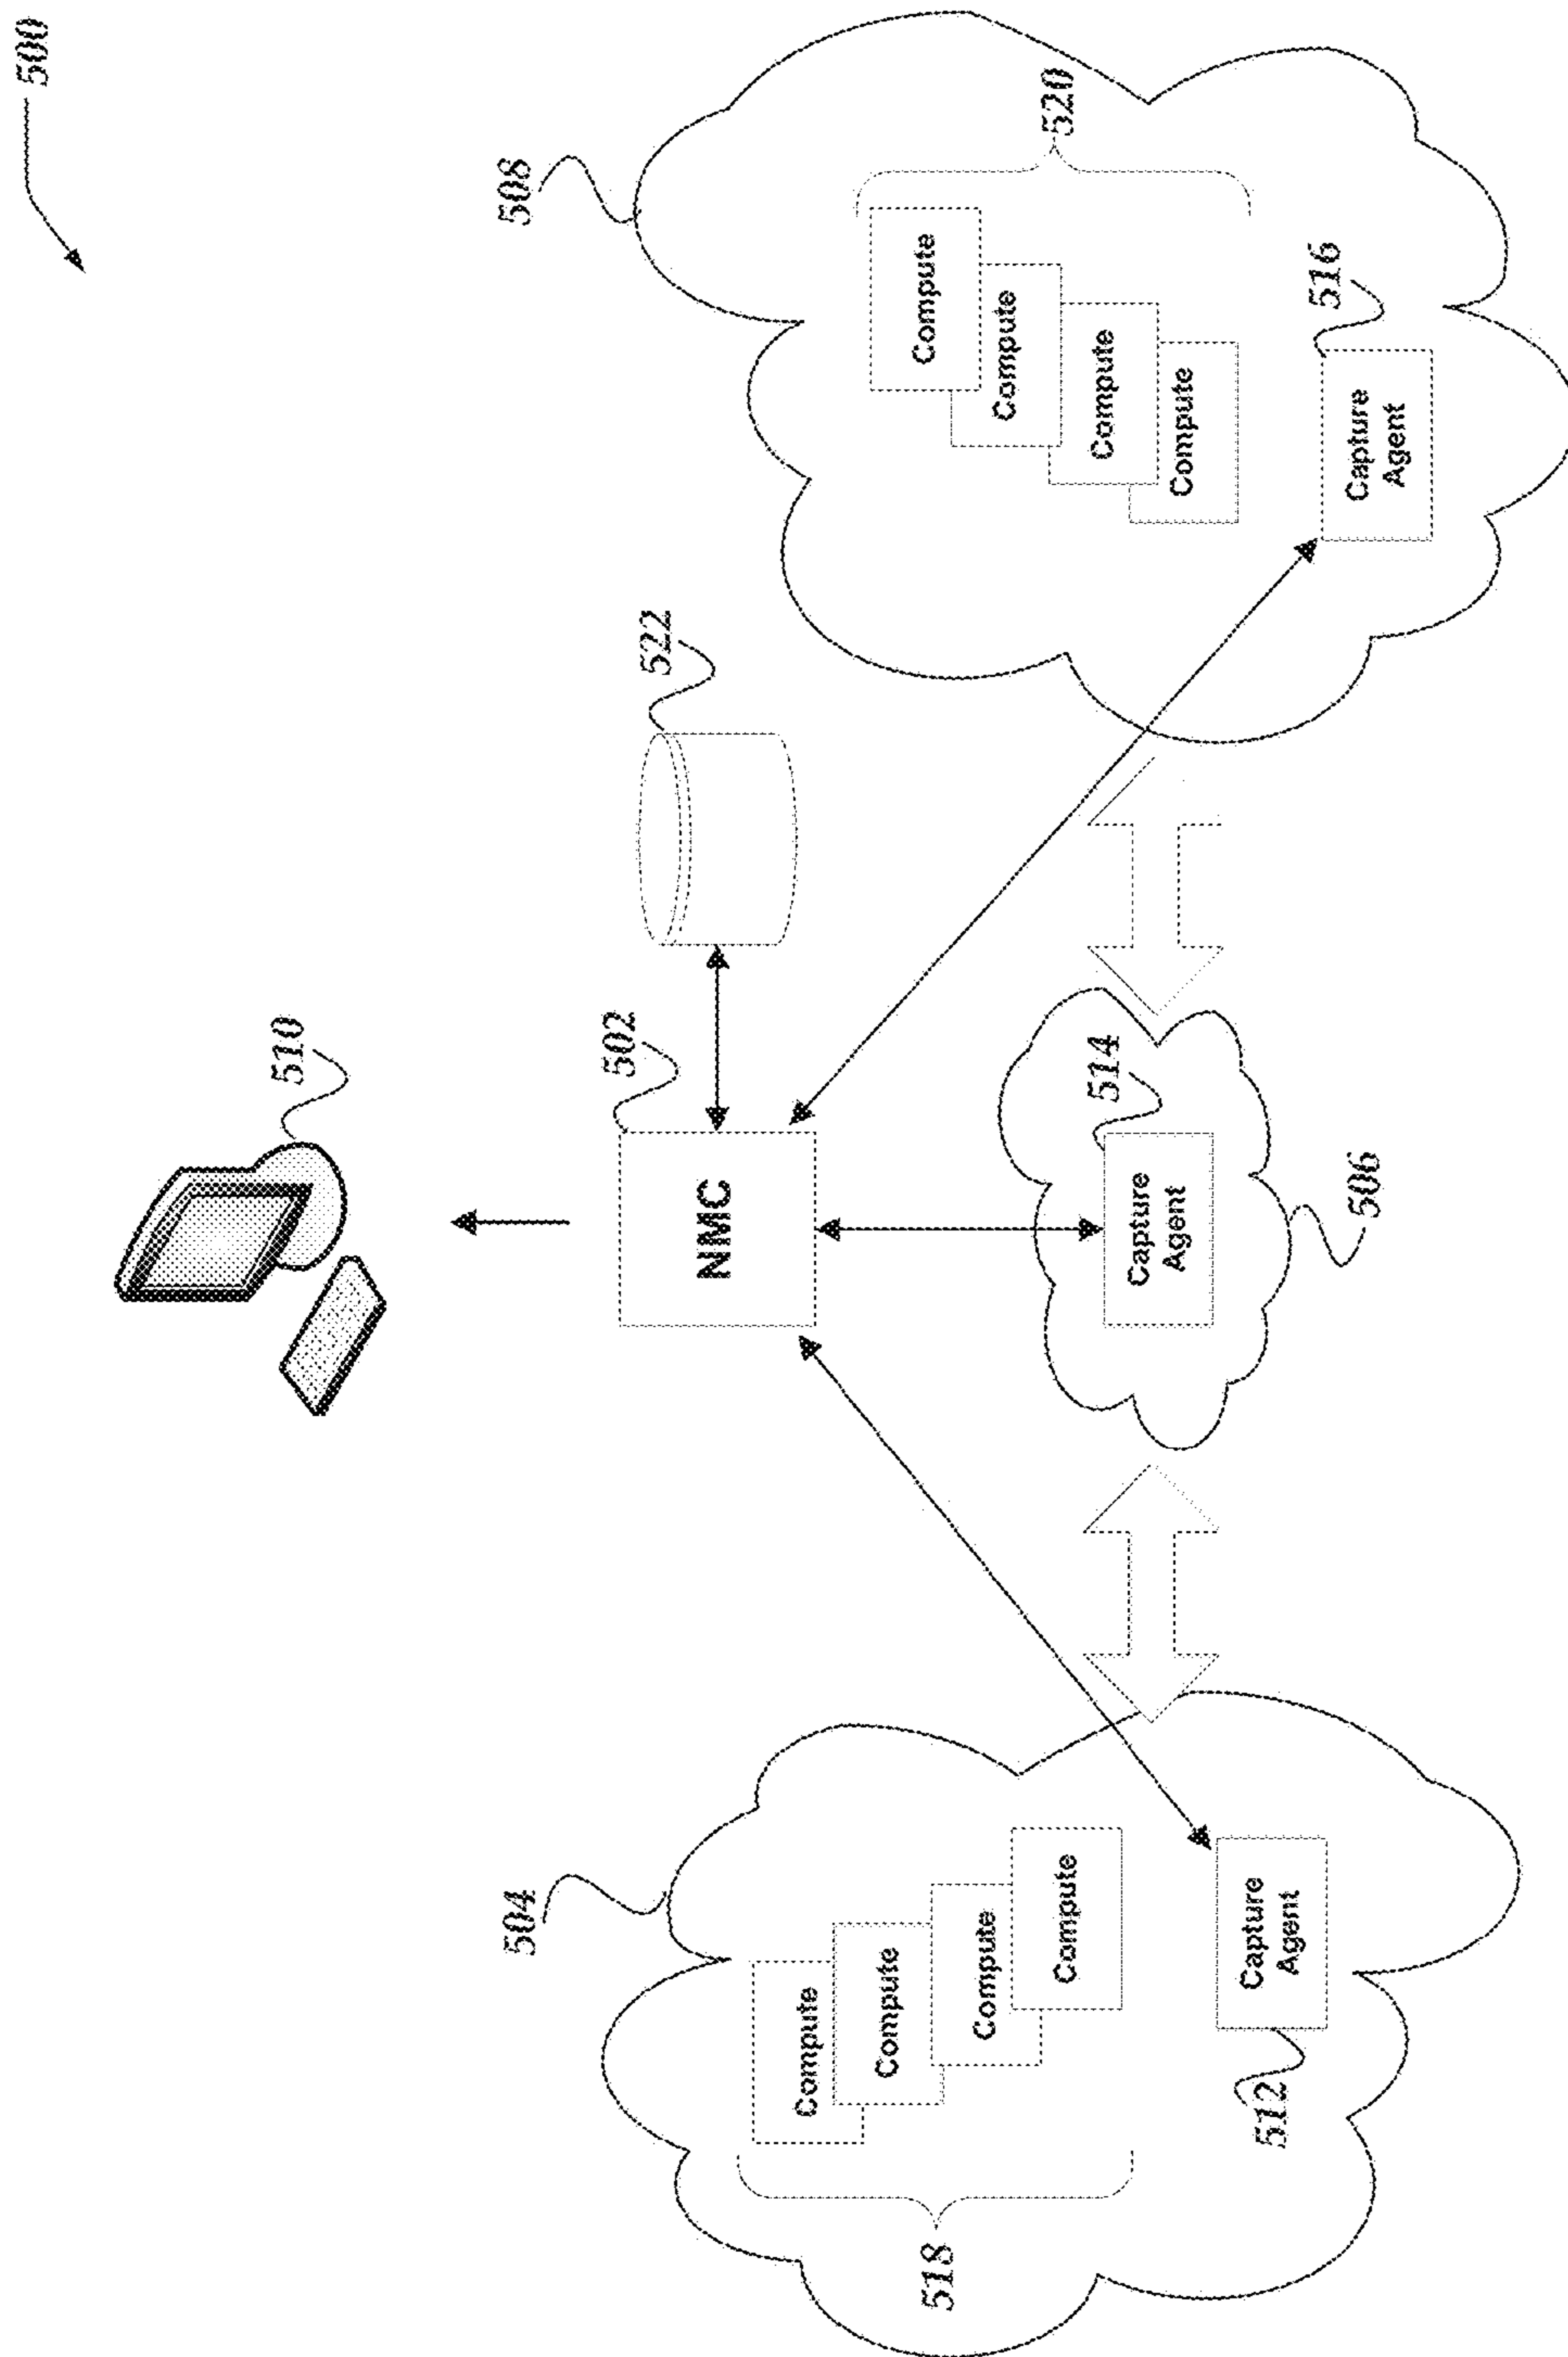 500
510
504
508
502
522
NMC
Compute
Compute
Compute
Compute
518
Compute
Compute
Compute
Compute
520
514
Capture
Agent
506
Capture
Agent
512
516
Capture
Agent